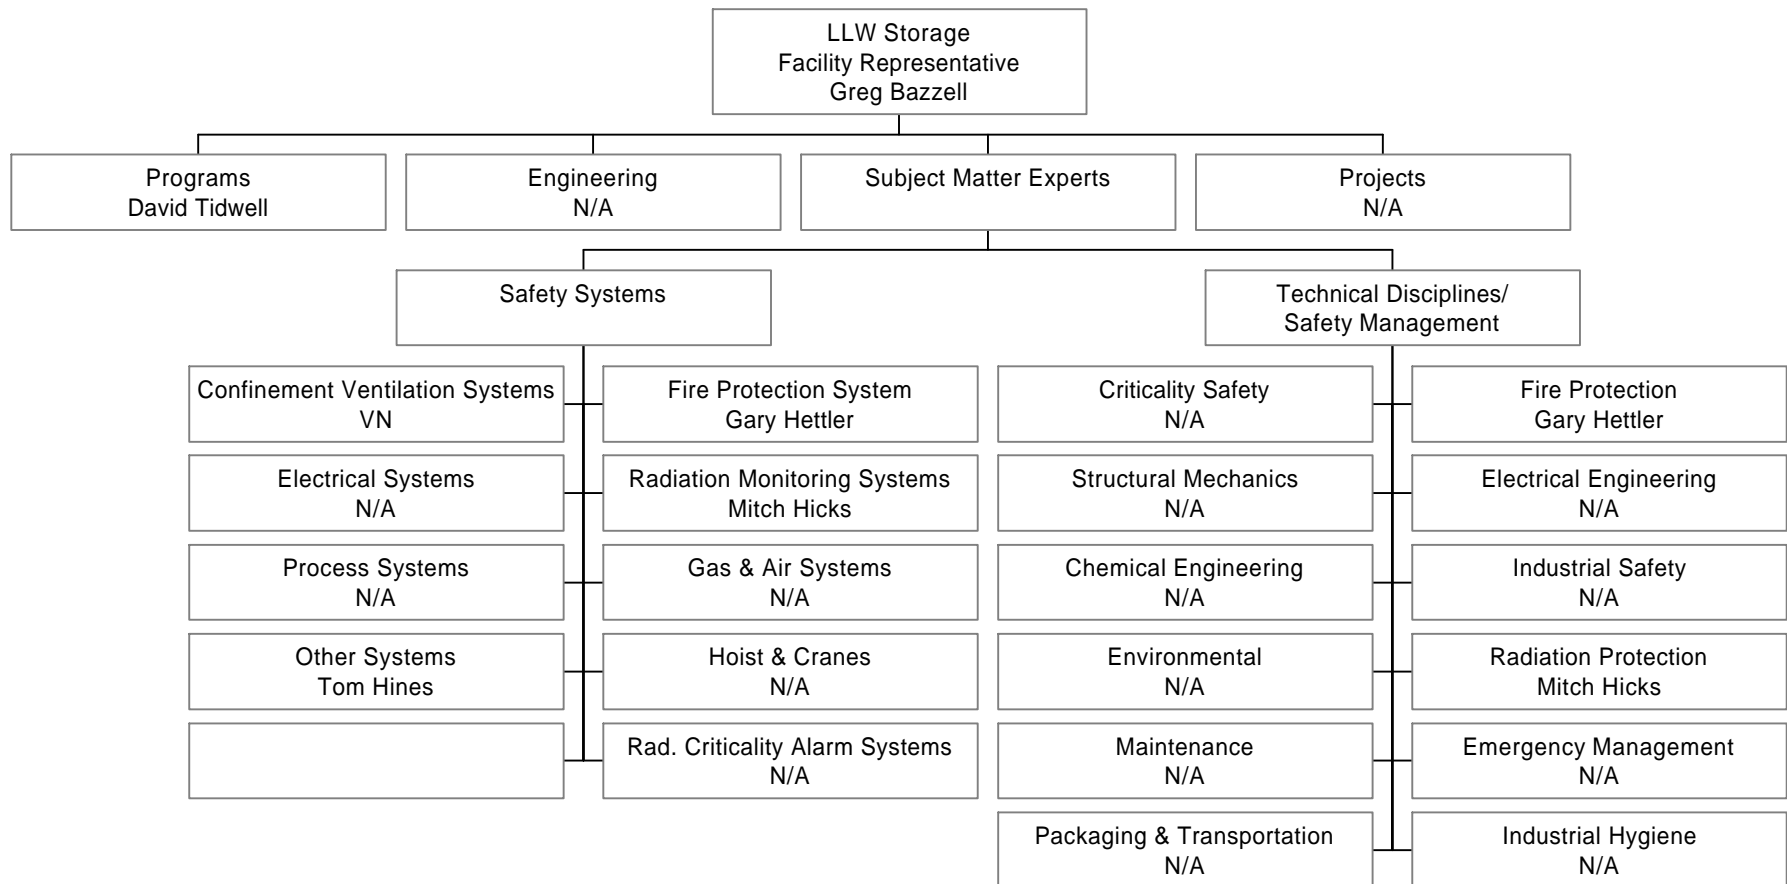 LLW Storage
Facility Representative
Greg Bazzell
Programs
David Tidwell
Engineering
N/A
Subject Matter Experts
Projects
N/A
Safety Systems
Technical Disciplines/
Safety Management
Confinement Ventilation Systems
VN
Fire Protection System
Gary Hettler
Electrical Systems
N/A
Radiation Monitoring Systems
Mitch Hicks
Process Systems
N/A
Gas & Air Systems
N/A
Other Systems
Tom Hines
Hoist & Cranes
N/A
Rad. Criticality Alarm Systems
N/A
Criticality Safety
N/A
Fire Protection
Gary Hettler
Structural Mechanics
N/A
Electrical Engineering
N/A
Chemical Engineering
N/A
Industrial Safety
N/A
Environmental
N/A
Radiation Protection
Mitch Hicks
Maintenance
N/A
Emergency Management
N/A
Packaging & Transportation
N/A
Industrial Hygiene
N/A